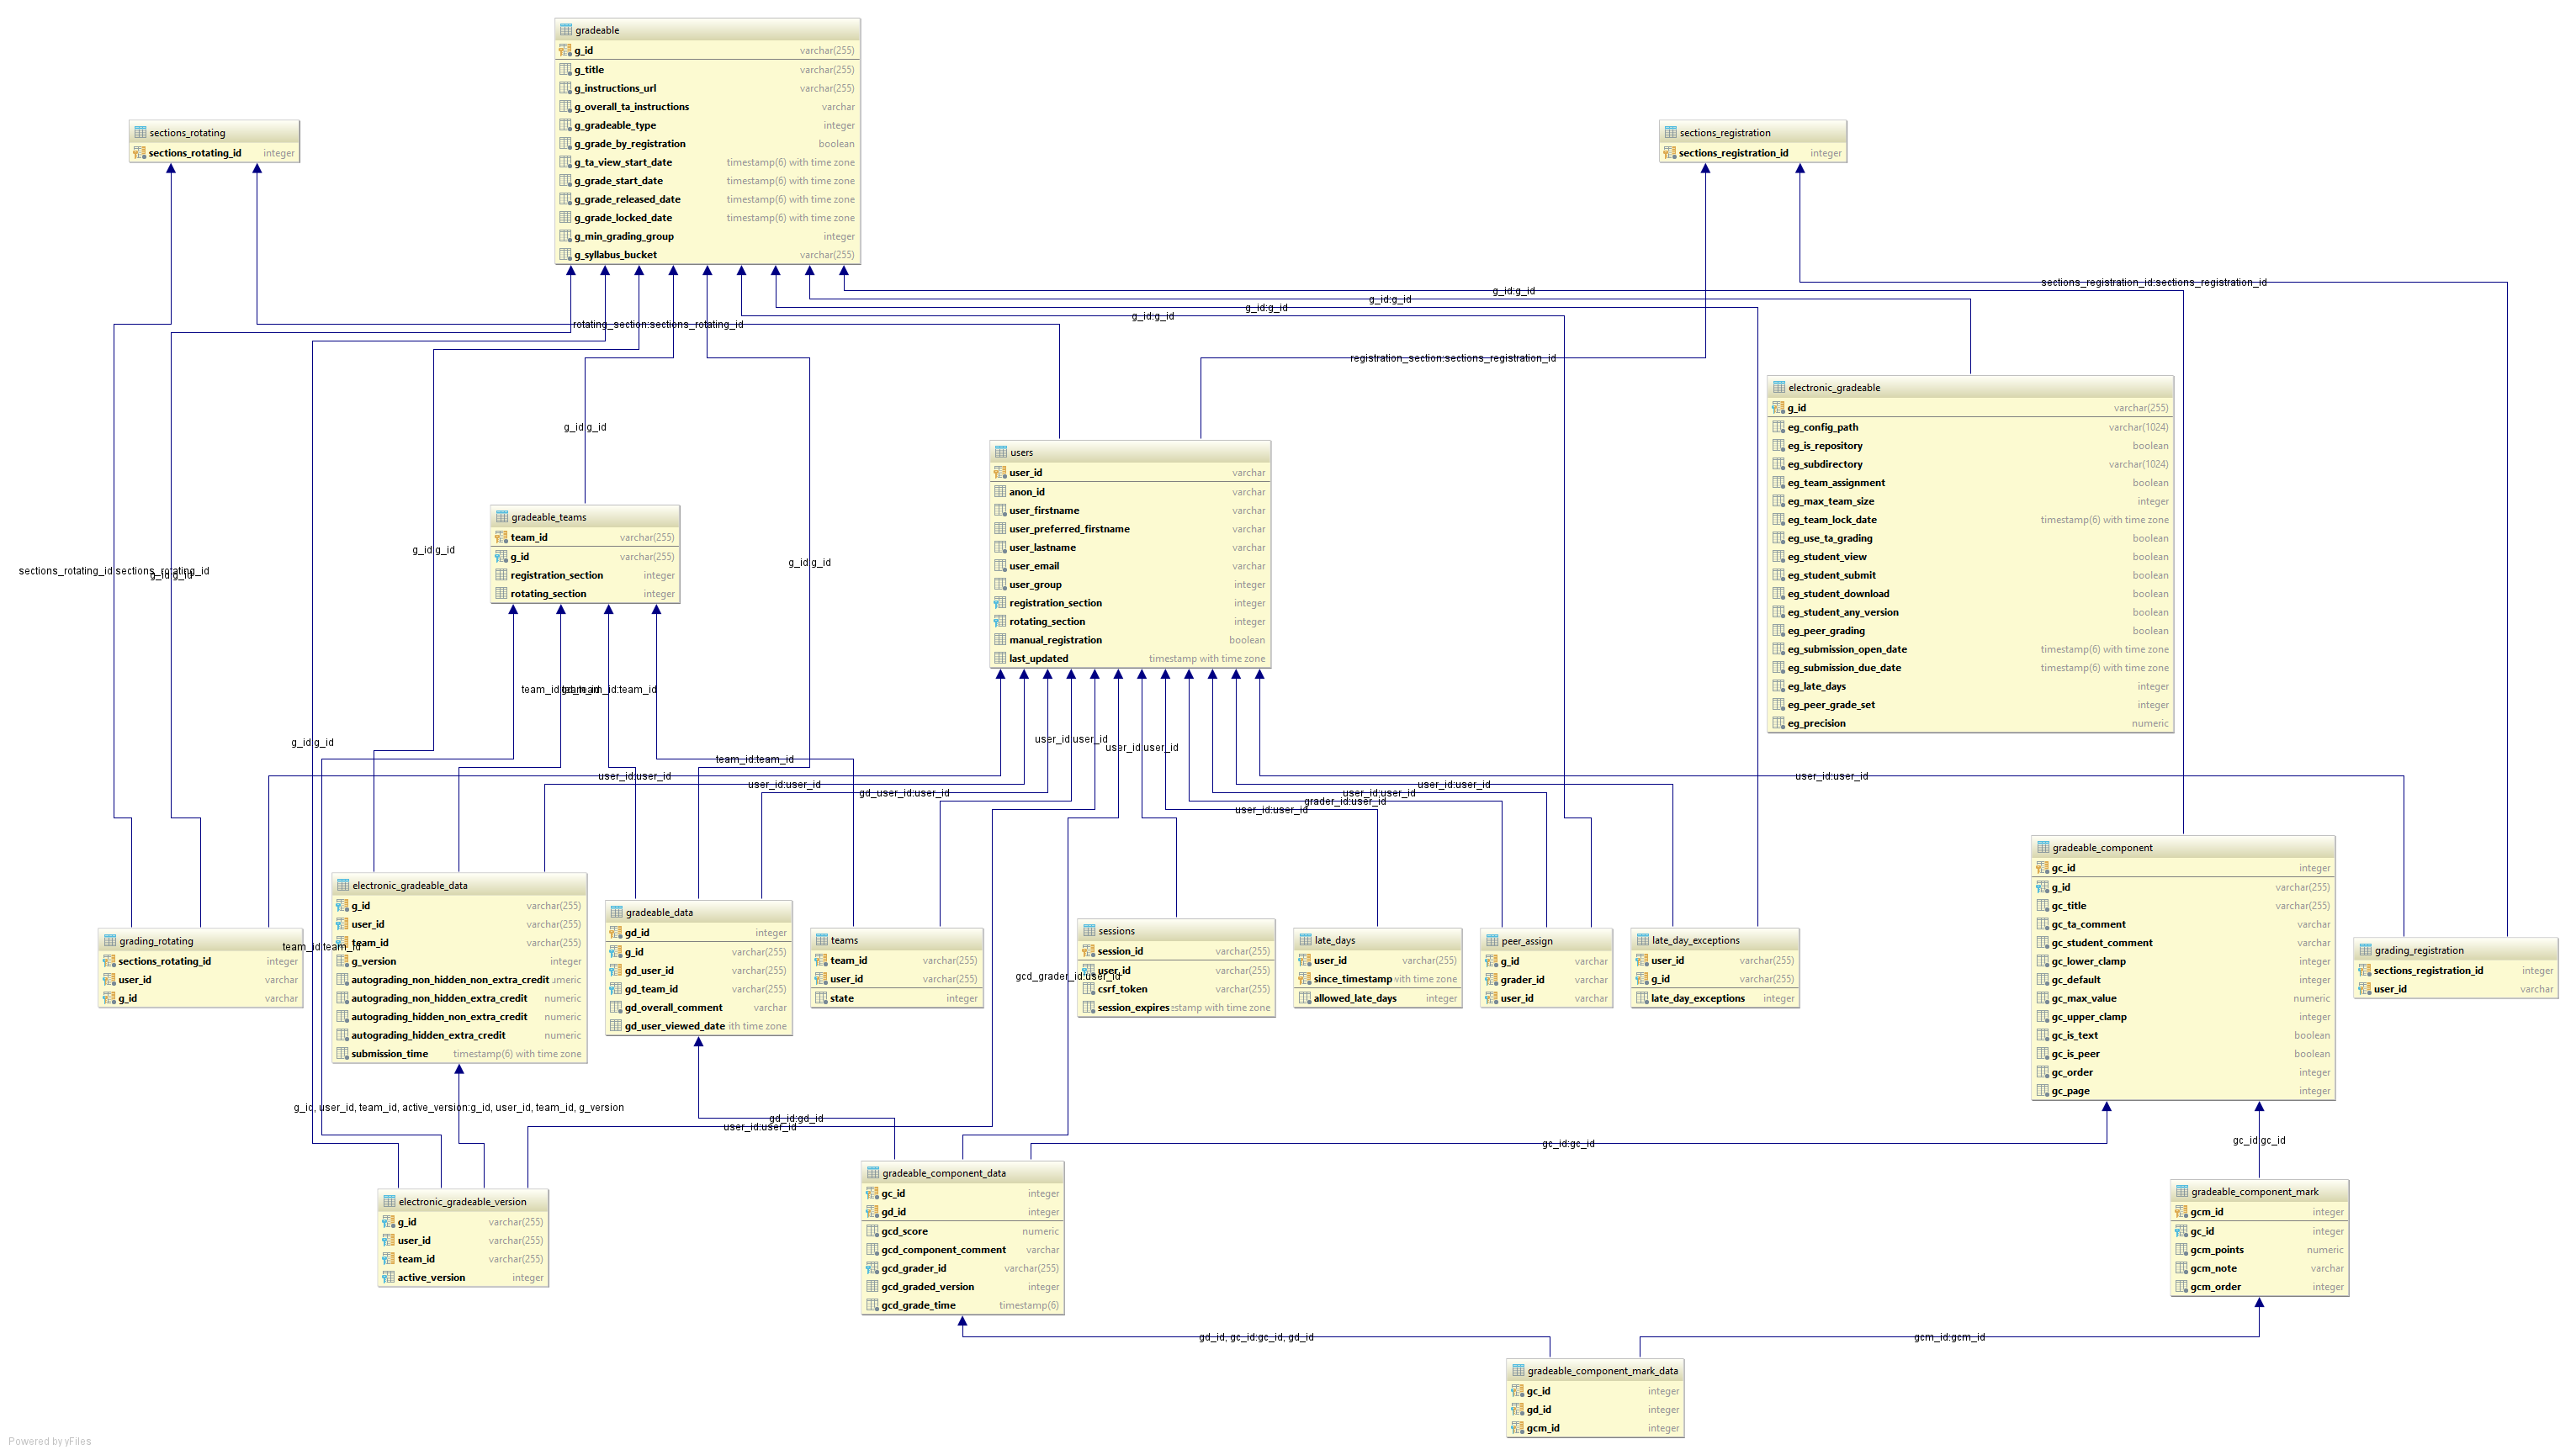 gradeable
g_id varchar(255)
g_title varchar(255)
g_instructions_url varchar(255)
g_overall_ta_instructions varchar
g_gradeable_type integer
g_grade_by_registration boolean
g_ta_view_start_date timestamp(6) with time zone
g_grade_start_date timestamp(6) with time zone
g_grade_released_date timestamp(6) with time zone
g_grade_locked_date timestamp(6) with time zone
g_min_grading_group integer
g_syllabus_bucket varchar(255)
sections_rotating
sections_rotating_id integer
sections_registration
sections_registration_id integer
sections_registration_id:sections_registration_id
g_id:g_id
g_id:g_id
g_id:g_id
g_id:g_id
rotating_section:sections_rotating_id
registration_section:sections_registration_id
electronic_gradeable
g_id varchar(255)
eg_config_path varchar(1024)
eg_is_repository boolean
eg_subdirectory varchar(1024)
eg_team_assignment boolean
eg_max_team_size integer
eg_team_lock_date timestamp(6) with time zone
eg_use_ta_grading boolean
eg_student_view boolean
eg_student_submit boolean
eg_student_download boolean
eg_student_any_version boolean
eg_peer_grading boolean
eg_submission_open_date timestamp(6) with time zone
eg_submission_due_date timestamp(6) with time zone
eg_late_days integer
eg_peer_grade_set integer
eg_precision numeric
g_id:g_id
users
user_id varchar
anon_id varchar
user_firstname varchar
user_preferred_firstname varchar
user_lastname varchar
user_email varchar
user_group integer
registration_section integer
rotating_section integer
manual_registration boolean
last_updated timestamp with time zone
gradeable_teams
team_id varchar(255)
g_id varchar(255)
registration_section integer
rotating_section integer
g_id:g_id
g_id:g_id
sections_rotating_id:sections_rotating_id
g_id:g_id
team_id:team_id
gd_team_id:team_id
g_id:g_id
team_id:team_id
user_id:user_id
user_id:user_id
user_id:user_id
user_id:user_id
gd_user_id:user_id
user_id:user_id
grader_id:user_id
user_id:user_id
user_id:user_id
user_id:user_id
gradeable_component
gc_id integer
g_id varchar(255)
gc_title varchar(255)
gc_ta_comment varchar
gc_student_comment varchar
gc_lower_clamp integer
gc_default integer
gc_max_value numeric
gc_upper_clamp integer
gc_is_text boolean
gc_is_peer boolean
gc_order integer
gc_page integer
electronic_gradeable_data
g_id varchar(255)
user_id varchar(255)
team_id varchar(255)
g_version integer
autograding_non_hidden_non_extra_credit umeric
autograding_non_hidden_extra_credit numeric
autograding_hidden_non_extra_credit numeric
autograding_hidden_extra_credit numeric
submission_time timestamp(6) with time zone
gradeable_data
gd_id integer
g_id varchar(255)
gd_user_id varchar(255)
gd_team_id varchar(255)
gd_overall_comment varchar
gd_user_viewed_date ith time zone
grading_rotating
sections_rotating_id integer
user_id varchar
g_id varchar
team_id:team_id
teams
team_id varchar(255)
user_id varchar(255)
state integer
sessions
session_id varchar(255)
user_id varchar(255)
csrf_token varchar(255)
session_expires estamp with time zone
gcd_grader_id:user_id
late_days
user_id varchar(255)
since_timestamp with time zone
allowed_late_days integer
peer_assign
g_id varchar
grader_id varchar
user_id varchar
late_day_exceptions
user_id varchar(255)
g_id varchar(255)
late_day_exceptions integer
grading_registration
sections_registration_id integer
user_id varchar
g_id, user_id, team_id, active_version:g_id, user_id, team_id, g_version
gd_id:gd_id
user_id:user_id
gc_id:gc_id
gc_id:gc_id
electronic_gradeable_version
g_id varchar(255)
user_id varchar(255)
team_id varchar(255)
active_version integer
gradeable_component_data
gc_id integer
gd_id integer
gcd_score numeric
gcd_component_comment varchar
gcd_grader_id varchar(255)
gcd_graded_version integer
gcd_grade_time timestamp(6)
gradeable_component_mark
gcm_id integer
gc_id integer
gcm_points numeric
gcm_note varchar
gcm_order integer
gd_id, gc_id:gc_id, gd_id
gcm_id:gcm_id
gradeable_component_mark_data
gc_id integer
gd_id integer
gcm_id integer
Powered by yFiles